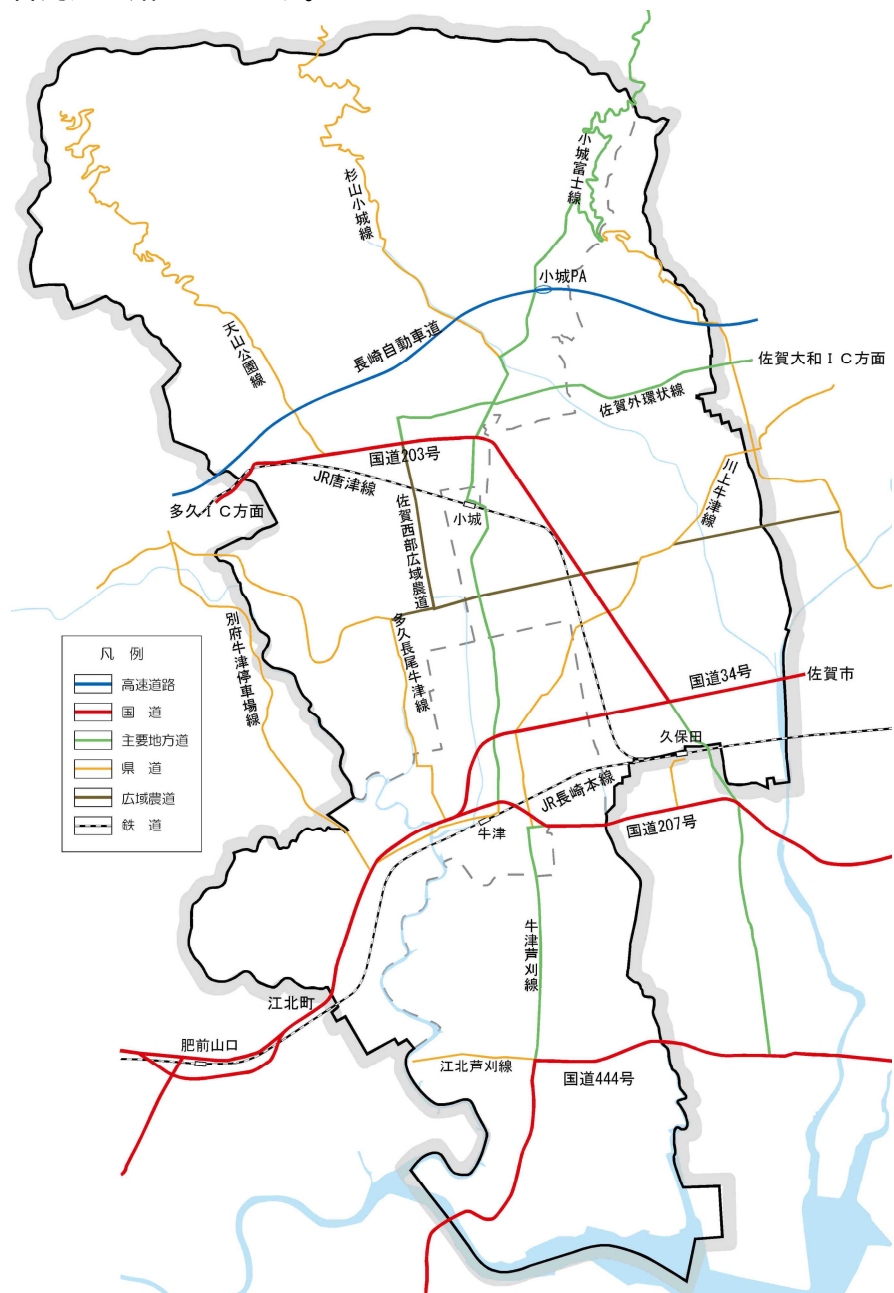 小城富士線
杉山小城線
小城PA
天山公園線
長崎自動車道
佐賀大和IC方面
佐賀外環状線
国道203号
JR唐津線
川上牛津線
多久IC方面
小城
佐賀西部広域農道
別府牛津停車場線
多久長尾牛津線
凡 例
高速道路
国 道
主要地方道
県 道
広域農道
鉄 道
国道34号
佐賀市
久保田
JR長崎本線
牛津
国道207号
牛津芦刈線
江北町
肥前山口
江北芦刈線
国道444号